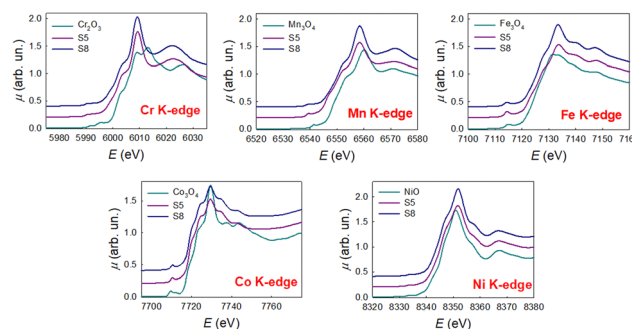 Cr2O3
S5
S8
Cr K-edge
μ (arb. un.)
2.0
1.5
1.0
0.5
0.0
5980 6000 6020
E (eV)
Mn3O4
S5
S8
Mn K-edge
μ (arb. un.)
2.0
1.5
1.0
0.5
0.0
6520 6530 6540 6550 6560 6570 6580
E (eV)
Fe3O4
S5
S8
Fe K-edge
μ (arb. un.)
2.0
1.5
1.0
0.5
0.0
7100 7110 7120 7130 7140 7150 716
E (eV)
Co3O4
S5
S8
Co K-edge
μ (arb. un.)
1.5
1.0
0.5
0.0
7700 7720 7740 7760
E (eV)
NiO
S5
S8
Ni K-edge
μ (arb. un.)
2.0
1.5
1.0
0.5
0.0
8320 8330 8340 8350 8360 8370 8380
E (eV)